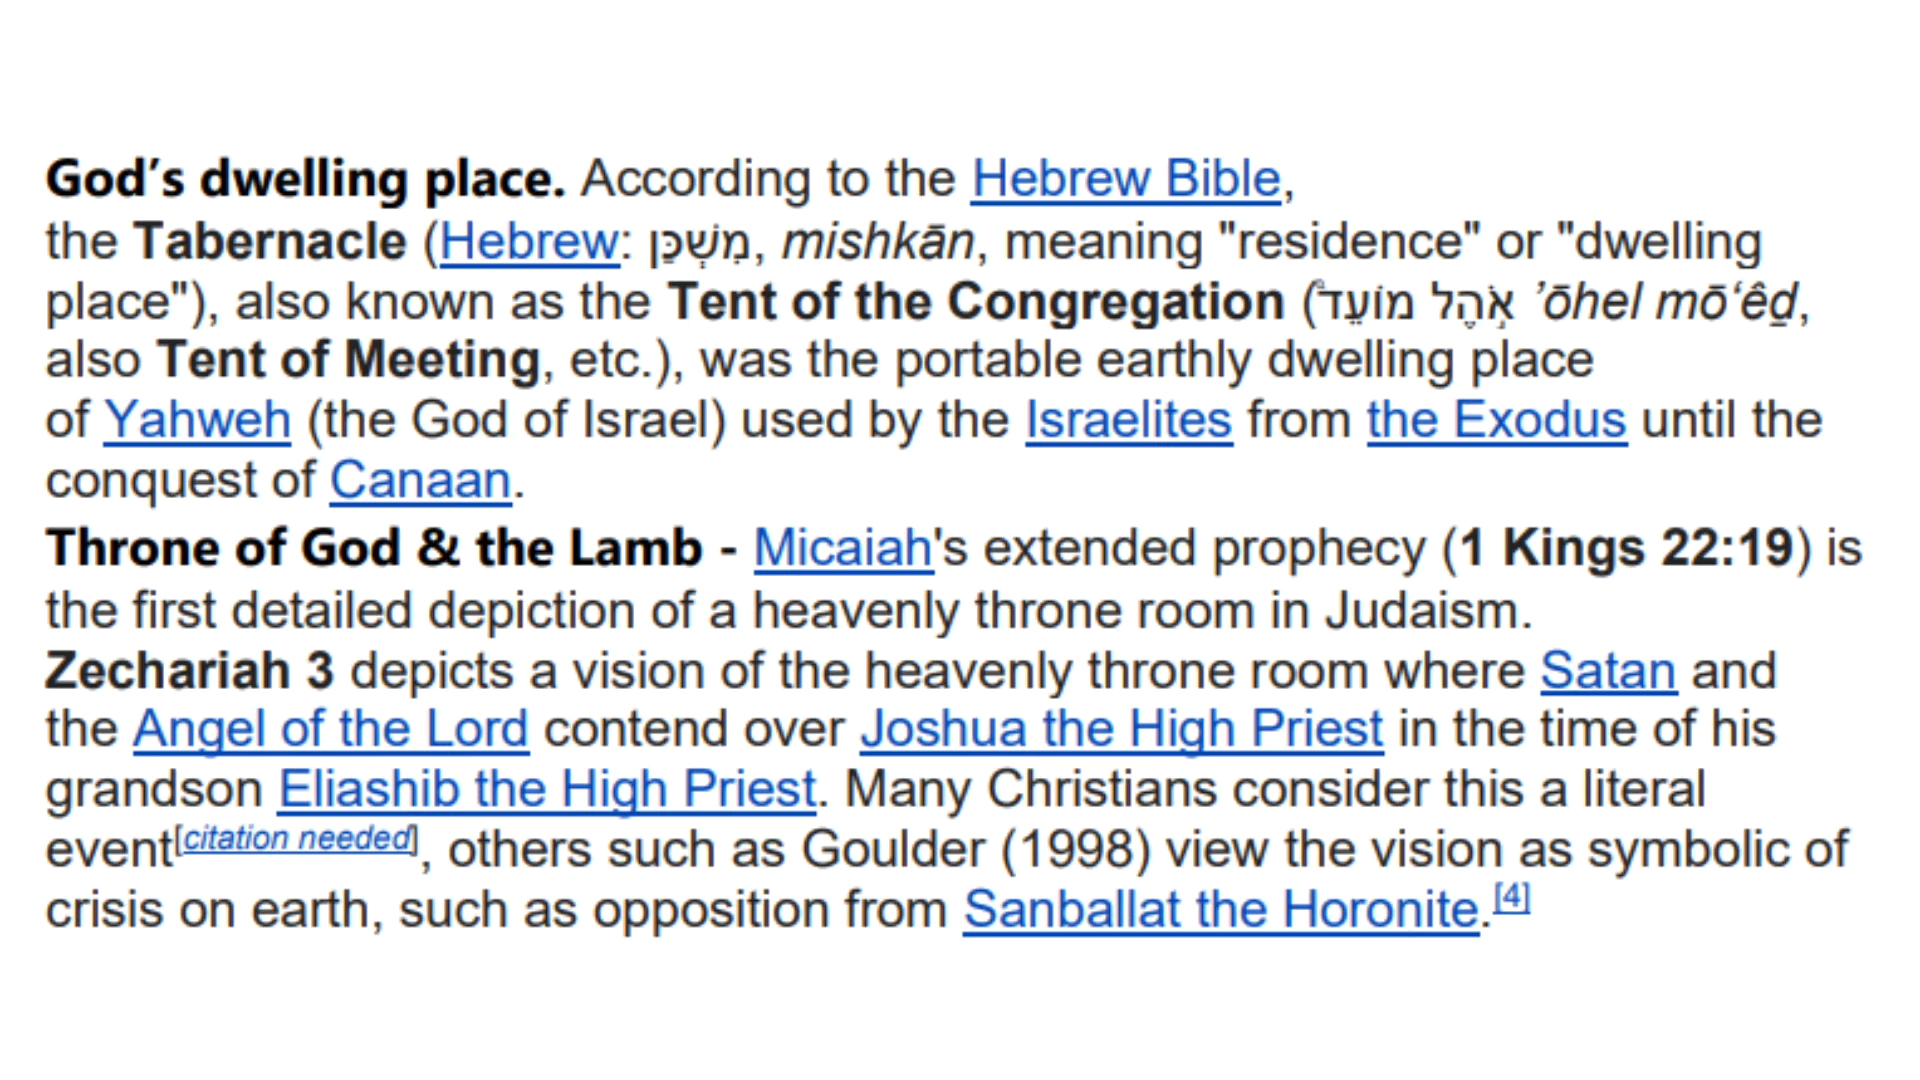 God’s dwelling place. According to the Hebrew Bible,
the Tabernacle (Hebrew: מִשְׁכַּן, mishkān, meaning "residence" or "dwelling
place"), also known as the Tent of the Congregation (אֹ֣הֶל מוֹעֵד֩ ’ōhel mō‘êḏ,
also Tent of Meeting, etc.), was the portable earthly dwelling place
of Yahweh (the God of Israel) used by the Israelites from the Exodus until the
conquest of Canaan.
Throne of God & the Lamb - Micaiah's extended prophecy (1 Kings 22:19) is
the first detailed depiction of a heavenly throne room in Judaism.
Zechariah 3 depicts a vision of the heavenly throne room where Satan and
the Angel of the Lord contend over Joshua the High Priest in the time of his
grandson Eliashib the High Priest. Many Christians consider this a literal
event[citation needed], others such as Goulder (1998) view the vision as symbolic of
crisis on earth, such as opposition from Sanballat the Horonite.[4]